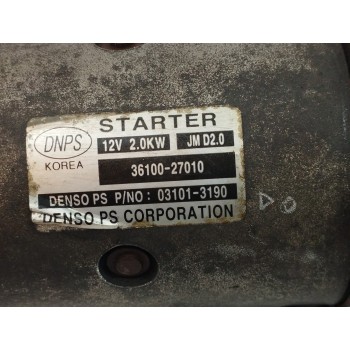 DNPS
KOREA
STARTER
12V 2.0KW JM D2.0
36100-27010
DENSO PS P/NO : 03101-3190
DENSO PS CORPORATION
D O